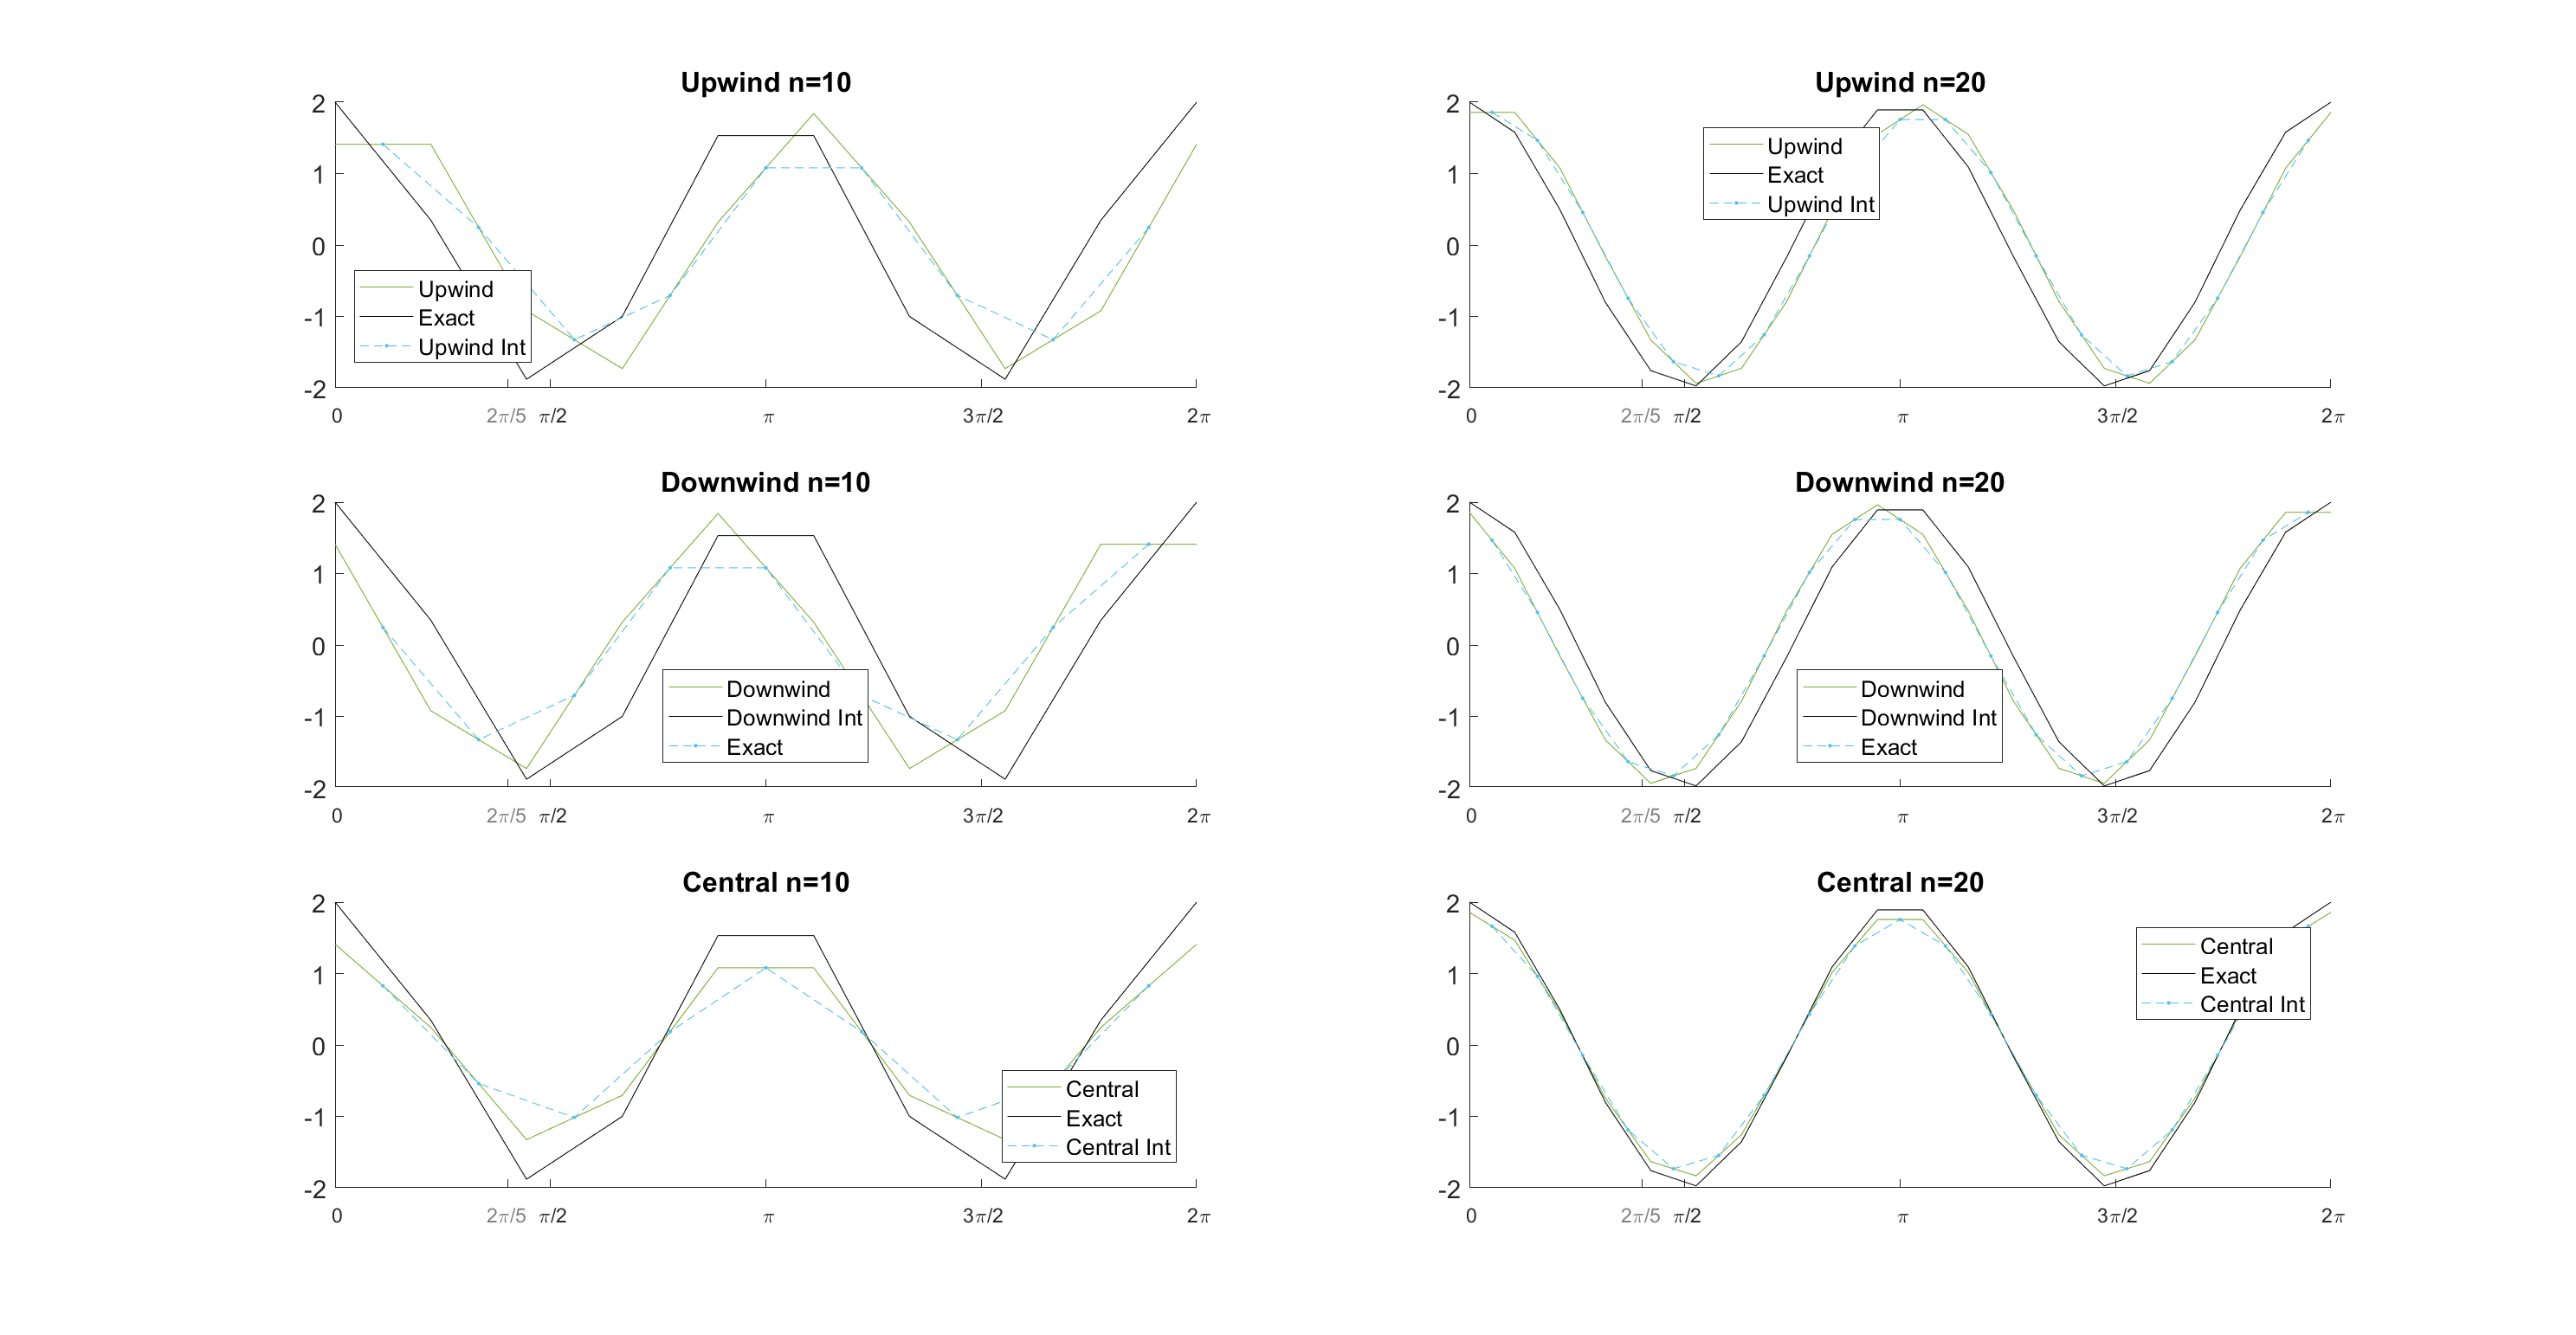 Upwind n=10
2
1
0
-1
-2
Upwind
Exact
Upwind Int
0 2π/5 π/2 π 3π/2 2π
Upwind n=20
2
1
0
-1
-2
Upwind
Exact
Upwind Int
0 2π/5 π/2 π 3π/2 2π
Downwind n=10
2
1
0
-1
-2
Downwind
Downwind Int
Exact
0 2π/5 π/2 π 3π/2 2π
Downwind n=20
2
1
0
-1
-2
Downwind
Downwind Int
Exact
0 2π/5 π/2 π 3π/2 2π
Central n=10
2
1
0
-1
-2
Central
Exact
Central Int
0 2π/5 π/2 π 3π/2 2π
Central n=20
2
1
0
-1
-2
Central
Exact
Central Int
0 2π/5 π/2 π 3π/2 2π